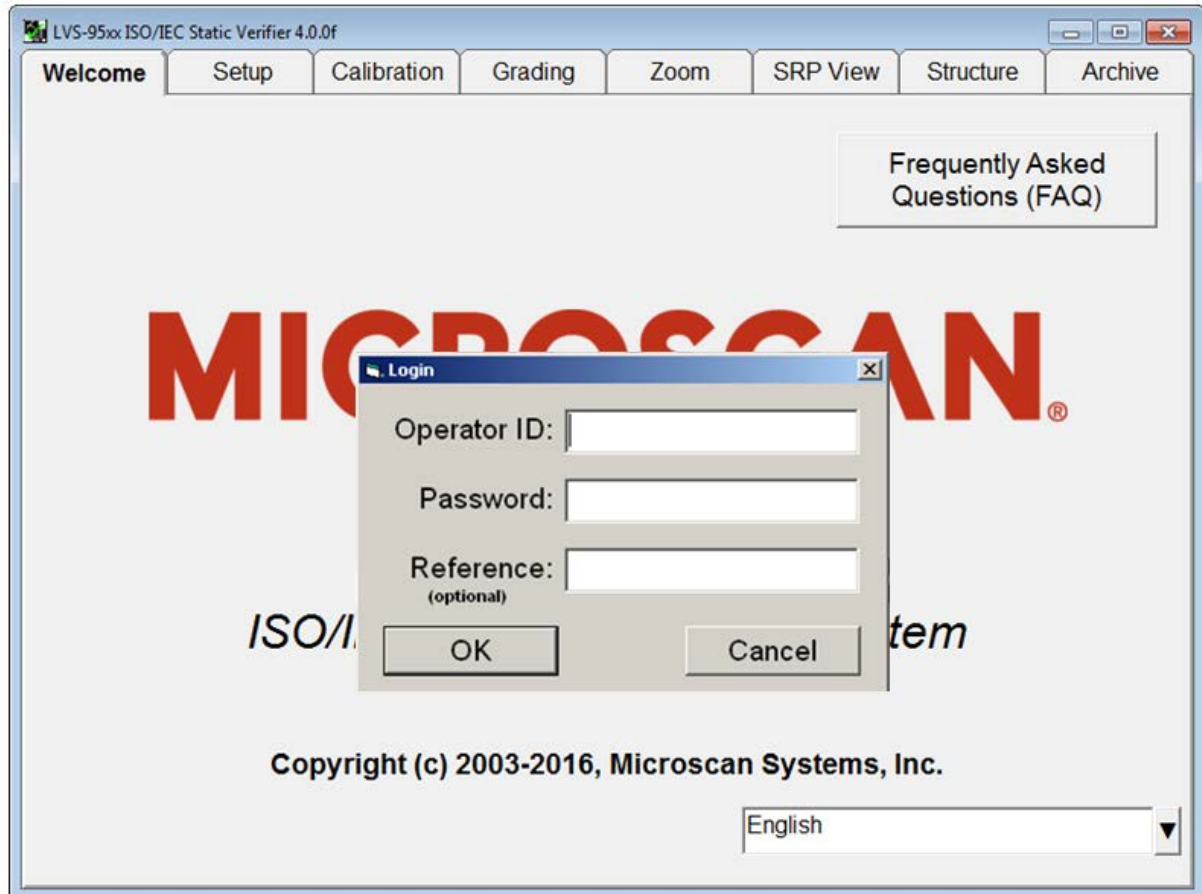 LVS-95xx ISO/IEC Static Verifier 4.0.0f
Welcome Setup Calibration Grading Zoom SRP View Structure Archive
Frequently Asked
Questions (FAQ)
®
Login
Operator ID:
Password:
Reference:
(optional)
OK Cancel
Copyright (c) 2003-2016, Microscan Systems, Inc.
English